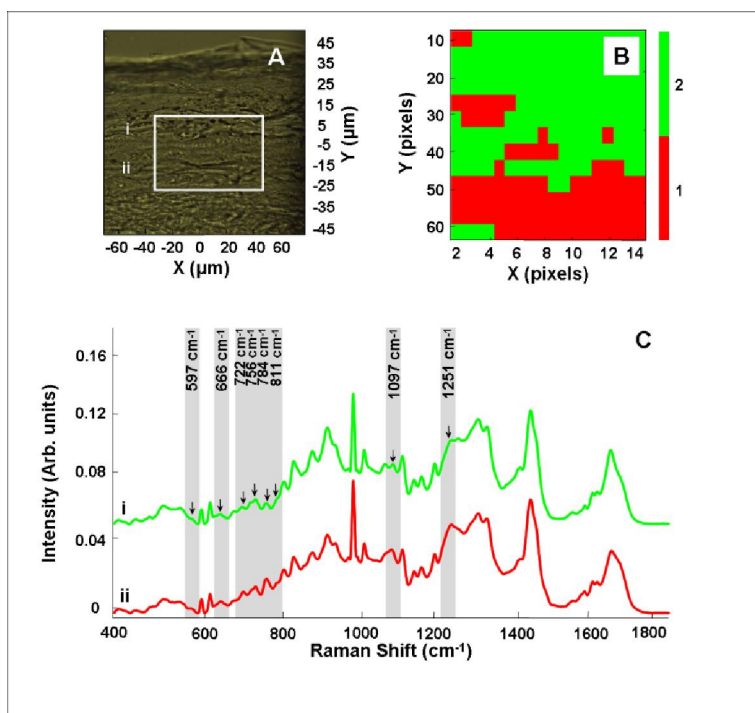 A
i
ii
45
35
25
15
5
-5
-15
-25
-35
-45
Y (µm)
-60 -40 -20 0 20 40 60
X (µm)
B
10
20
30
40
50
60
Y (pixels)
2 4 6 8 10 12 14
X (pixels)
2
1
C
597 cm-1
666 cm-1
722 cm-1
756 cm-1
784 cm-1
811 cm-1
1097 cm-1
1251 cm-1
0.16
0.12
0.08
0.04
0
Intensity (Arb. units)
i
ii
400 600 800 1000 1200 1400 1600 1800
Raman Shift (cm-1)